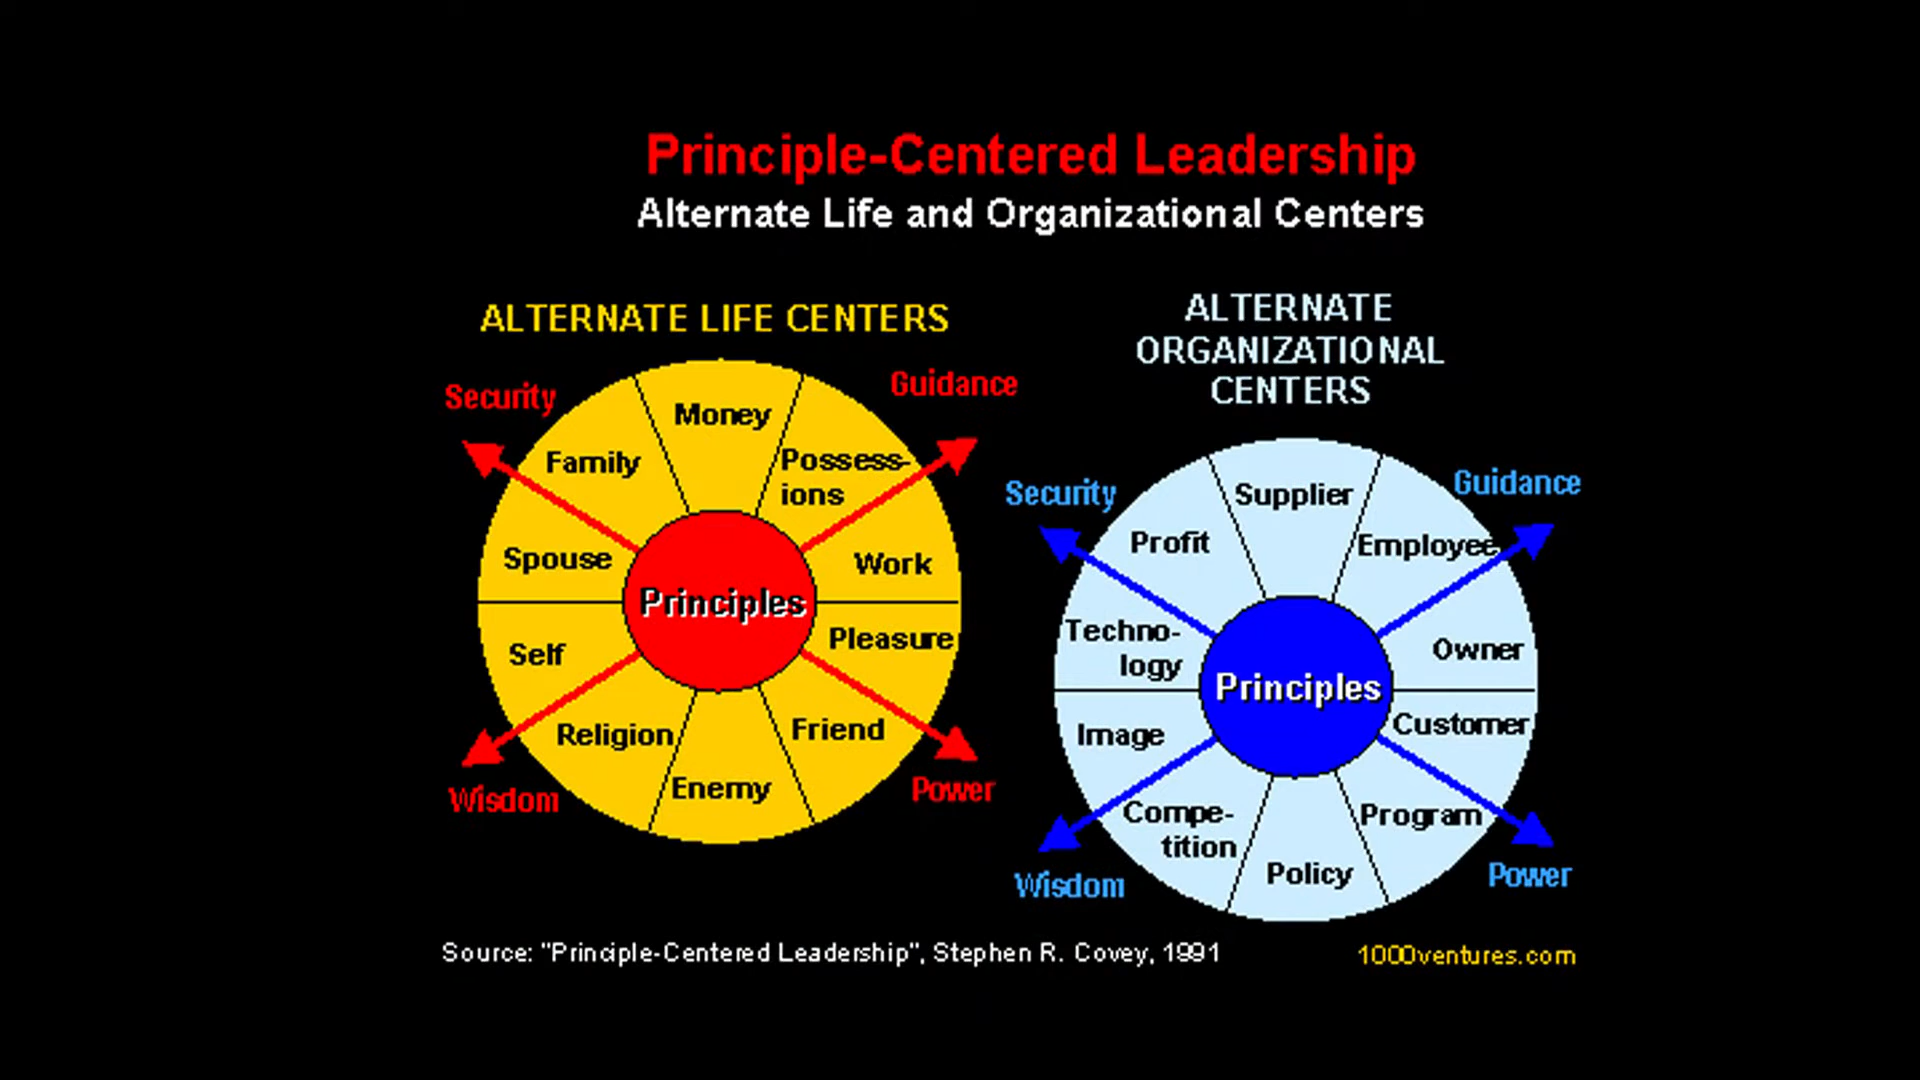 Principle-Centered Leadership
Alternate Life and Organizational Centers
ALTERNATE LIFE CENTERS
Security
Guidance
Money
Family
Possess-
ions
Spouse
Work
Principles
Self
Pleasure
Religion
Friend
Enemy
Wisdom
Power
ALTERNATE
ORGANIZATIONAL
CENTERS
Security
Guidance
Supplier
Profit
Employee
Techno-
logy
Owner
Principles
Image
Customer
Compe-
tition
Program
Policy
Wisdom
Power
Source: "Principle-Centered Leadership", Stephen R. Covey, 1991
1000ventures.com